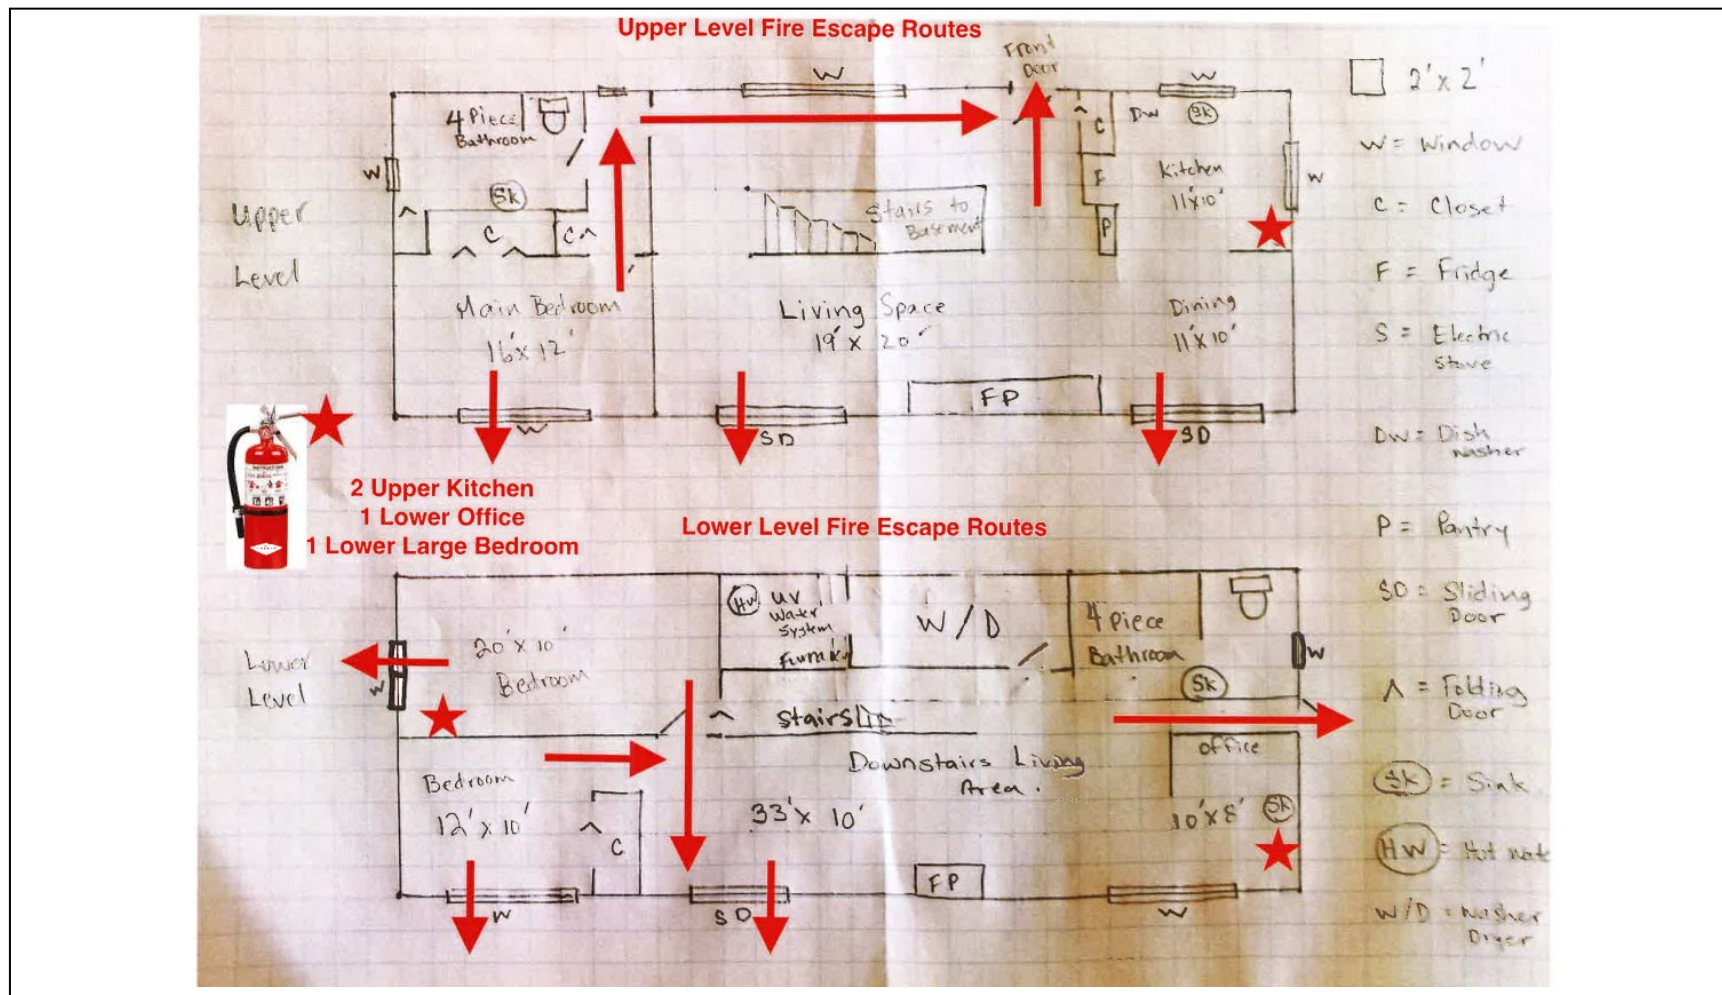 Upper Level Fire Escape Routes
Front
Door
W
W
4 Piece
Bathroom
C
DW
Sk
W
Sk
F
Kitchen
11'x10'
W
Upper
Level
C
C
Stairs to
Basement
P
Main Bedroom
16'x12'
Living Space
19'x20'
Dining
11'x10'
FP
W
SD
SD
2'x2'
W = Window
C = Closet
F = Fridge
S = Electric
Stove
DW = Dish
Washer
P = Pantry
SD = Sliding
Door
Λ = Folding
Door
Sk = Sink
HW = Hot wate
W/D = Washer
Dryer
2 Upper Kitchen
1 Lower Office
1 Lower Large Bedroom
Lower Level Fire Escape Routes
HW
UV
Water
System
W/D
4 Piece
Bathroom
W
Lower
Level
W
20'x10'
Bedroom
Sk
Stairs
office
Downstairs Living
Area.
Bedroom
12'x10'
C
33'x10'
10'x8'
Sk
FP
W
SD
W